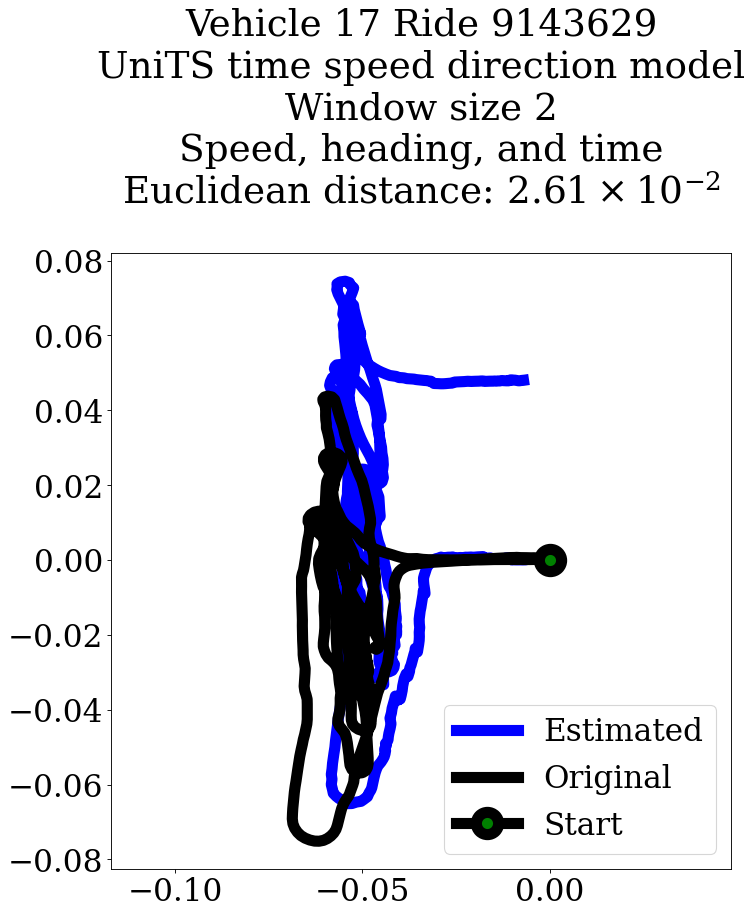 Vehicle 17 Ride 9143629
UniTS time speed direction model
Window size 2
Speed, heading, and time
Euclidean distance: 2.61 × 10⁻²
0.08
0.06
0.04
0.02
0.00
−0.02
−0.04
−0.06
−0.08
Estimated
Original
Start
−0.10
−0.05
0.00